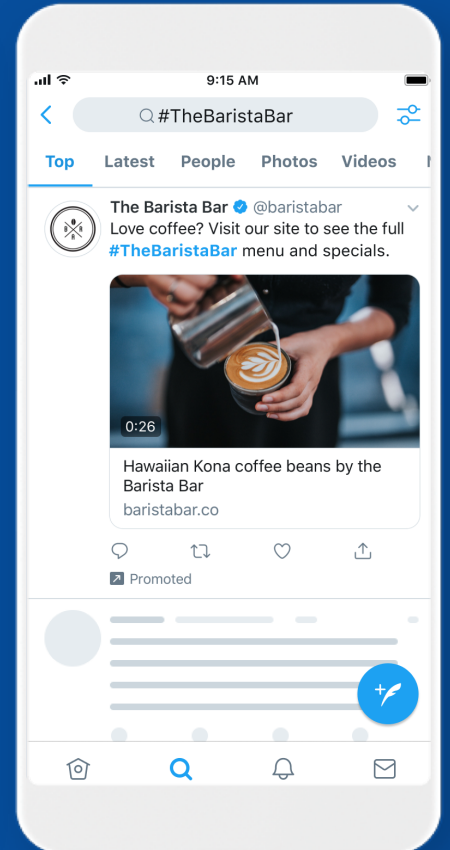 9:15 AM
#TheBaristaBar
Top Latest People Photos Videos
The Barista Bar @baristabar
Love coffee? Visit our site to see the full
#TheBaristaBar menu and specials.
0:26
Hawaiian Kona coffee beans by the
Barista Bar
baristabar.co
Promoted